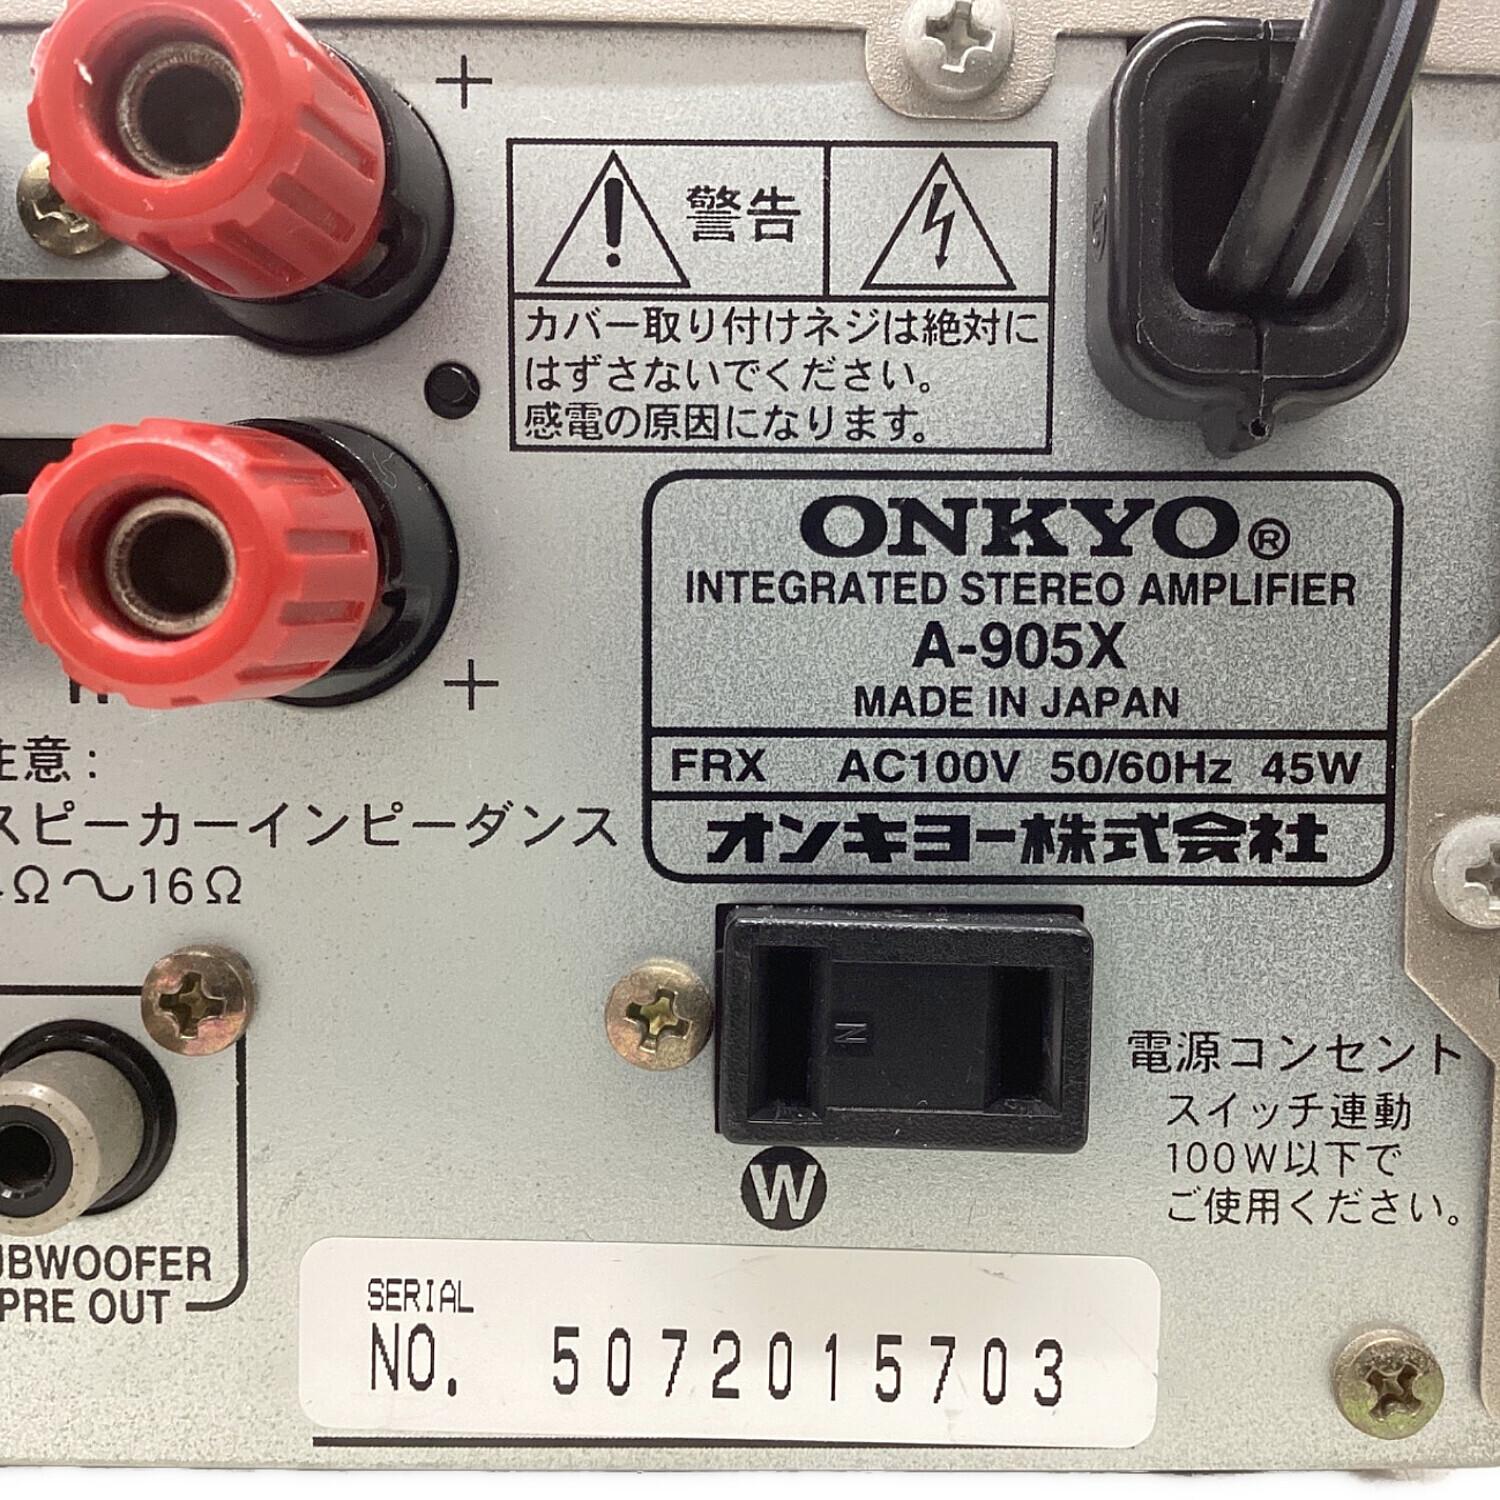 +
警告
カバー取り付けネジは絶対に
はずさないでください。
感電の原因になります。
ONKYO®
INTEGRATED STEREO AMPLIFIER
A-905X
MADE IN JAPAN
FRX AC100V 50/60Hz 45W
オンキヨー株式会社
+
注意:
スピーカーインピーダンス
Ω〜16Ω
N
W
電源コンセント
スイッチ連動
100W以下で
ご使用ください。
UBWOOFER
PRE OUT
SERIAL
NO. 5072015703